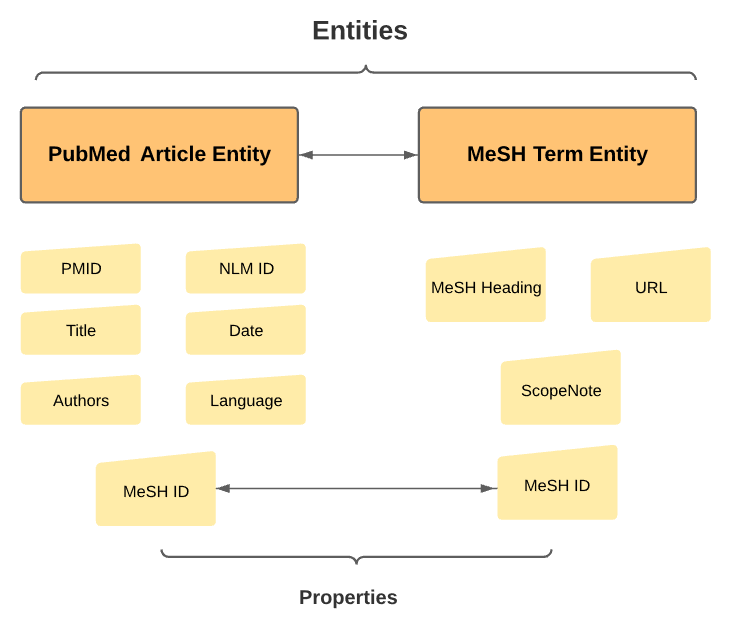 Entities
PubMed Article Entity
MeSH Term Entity
PMID
NLM ID
MeSH Heading
URL
Title
Date
ScopeNote
Authors
Language
MeSH ID
MeSH ID
Properties